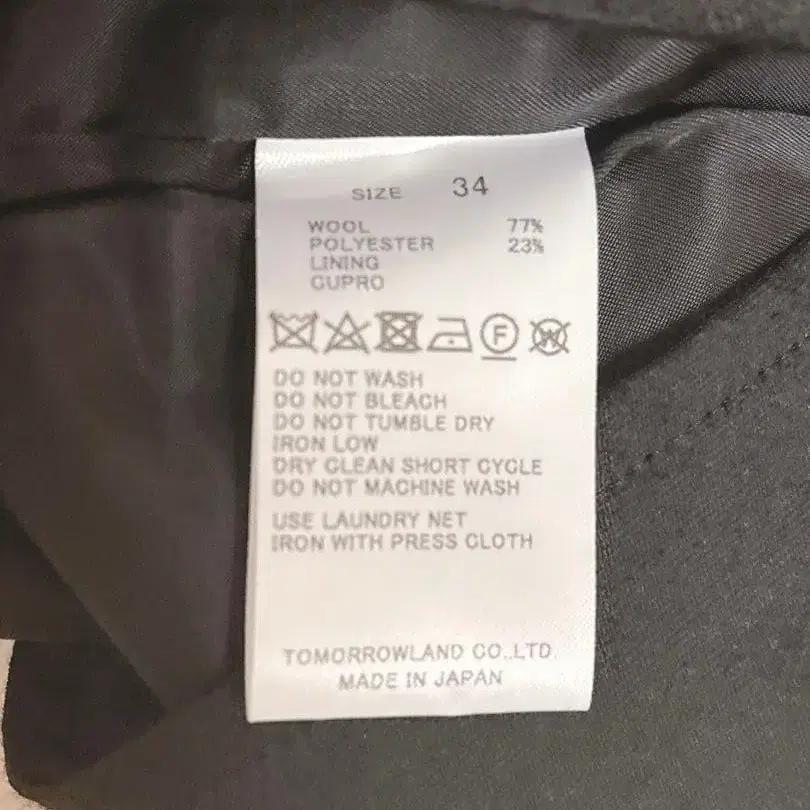 SIZE 34
WOOL 77%
POLYESTER 23%
LINING
CUPRO
F W
DO NOT WASH
DO NOT BLEACH
DO NOT TUMBLE DRY
IRON LOW
DRY CLEAN SHORT CYCLE
DO NOT MACHINE WASH
USE LAUNDRY NET
IRON WITH PRESS CLOTH
TOMORROWLAND CO.,LTD.
MADE IN JAPAN